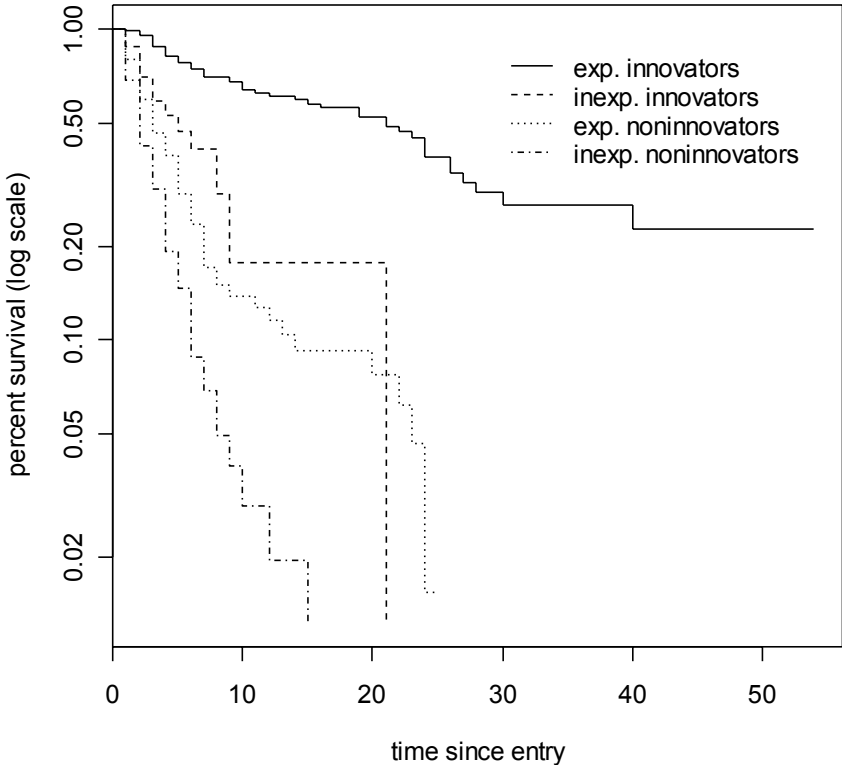 1.00
0.50
0.20
0.10
0.05
0.02
percent survival (log scale)
exp. innovators
inexp. innovators
exp. noninnovators
inexp. noninnovators
0 10 20 30 40 50
time since entry